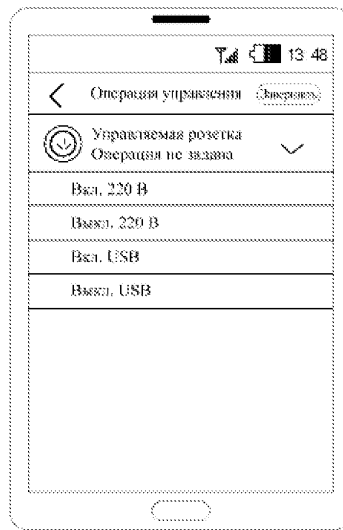 13 48
Операция управления Завершить
Управляемая розетка
Операция не задана
Вкл. 220 В
Выкл. 220 В
Вкл. USB
Выкл. USB